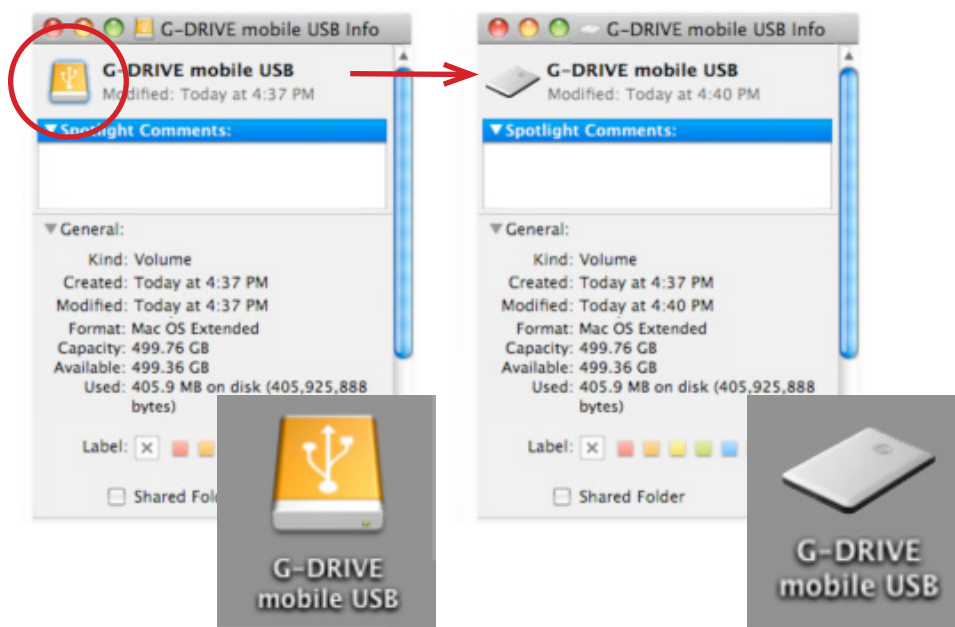 G-DRIVE mobile USB Info
G-DRIVE mobile USB
Modified: Today at 4:37 PM
▼Spotlight Comments:
▼General:
Kind: Volume
Created: Today at 4:37 PM
Modified: Today at 4:37 PM
Format: Mac OS Extended
Capacity: 499.76 GB
Available: 499.36 GB
Used: 405.9 MB on disk (405,925,888
bytes)
Label:
Shared
G-DRIVE
mobile USB
G-DRIVE mobile USB Info
G-DRIVE mobile USB
Modified: Today at 4:40 PM
▼Spotlight Comments:
▼General:
Kind: Volume
Created: Today at 4:37 PM
Modified: Today at 4:40 PM
Format: Mac OS Extended
Capacity: 499.76 GB
Available: 499.36 GB
Used: 405.9 MB on disk (405,925,888
bytes)
Label:
Shared Folder
G-DRIVE
mobile USB